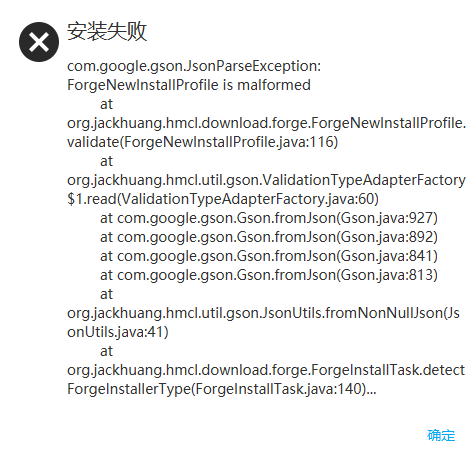 安装失败
com.google.gson.JsonParseException:
ForgeNewInstallProfile is malformed
at
org.jackhuang.hmcl.download.forge.ForgeNewInstallProfile.
validate(ForgeNewInstallProfile.java:116)
at
org.jackhuang.hmcl.util.gson.ValidationTypeAdapterFactory
$1.read(ValidationTypeAdapterFactory.java:60)
at com.google.gson.Gson.fromJson(Gson.java:927)
at com.google.gson.Gson.fromJson(Gson.java:892)
at com.google.gson.Gson.fromJson(Gson.java:841)
at com.google.gson.Gson.fromJson(Gson.java:813)
at
org.jackhuang.hmcl.util.gson.JsonUtils.fromNonNullJson(Js
onUtils.java:41)
at
org.jackhuang.hmcl.download.forge.ForgeInstallTask.detect
ForgeInstallerType(ForgeInstallTask.java:140)...
确定